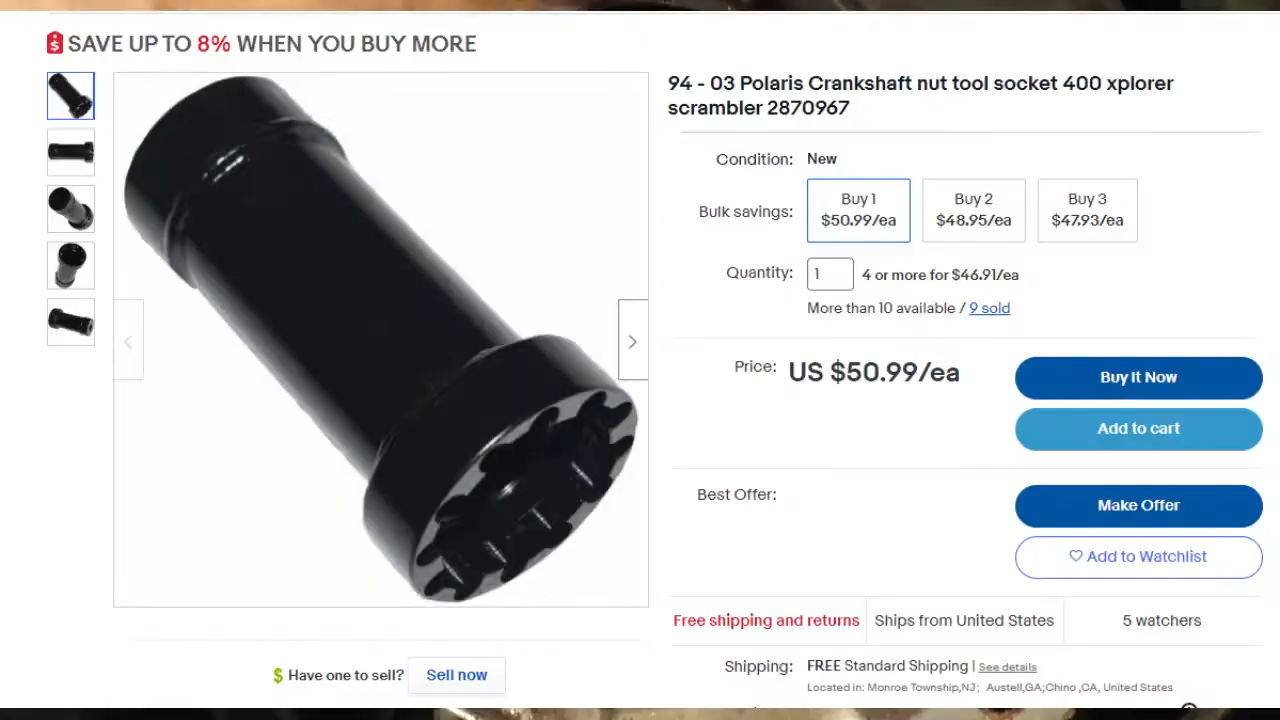 SAVE UP TO 8% WHEN YOU BUY MORE
94 - 03 Polaris Crankshaft nut tool socket 400 xplorer
scrambler 2870967
Condition: New
Bulk savings:
Buy 1
$50.99/ea
Buy 2
$48.95/ea
Buy 3
$47.93/ea
Quantity: 1 4 or more for $46.91/ea
More than 10 available / 9 sold
Price: US $50.99/ea
Buy It Now
Add to cart
Best Offer:
Make Offer
Add to Watchlist
Free shipping and returns
Ships from United States
5 watchers
Have one to sell? Sell now
Shipping: FREE Standard Shipping | See details
Located in: Monroe Township,NJ; Austell,GA;Chino ,CA, United States